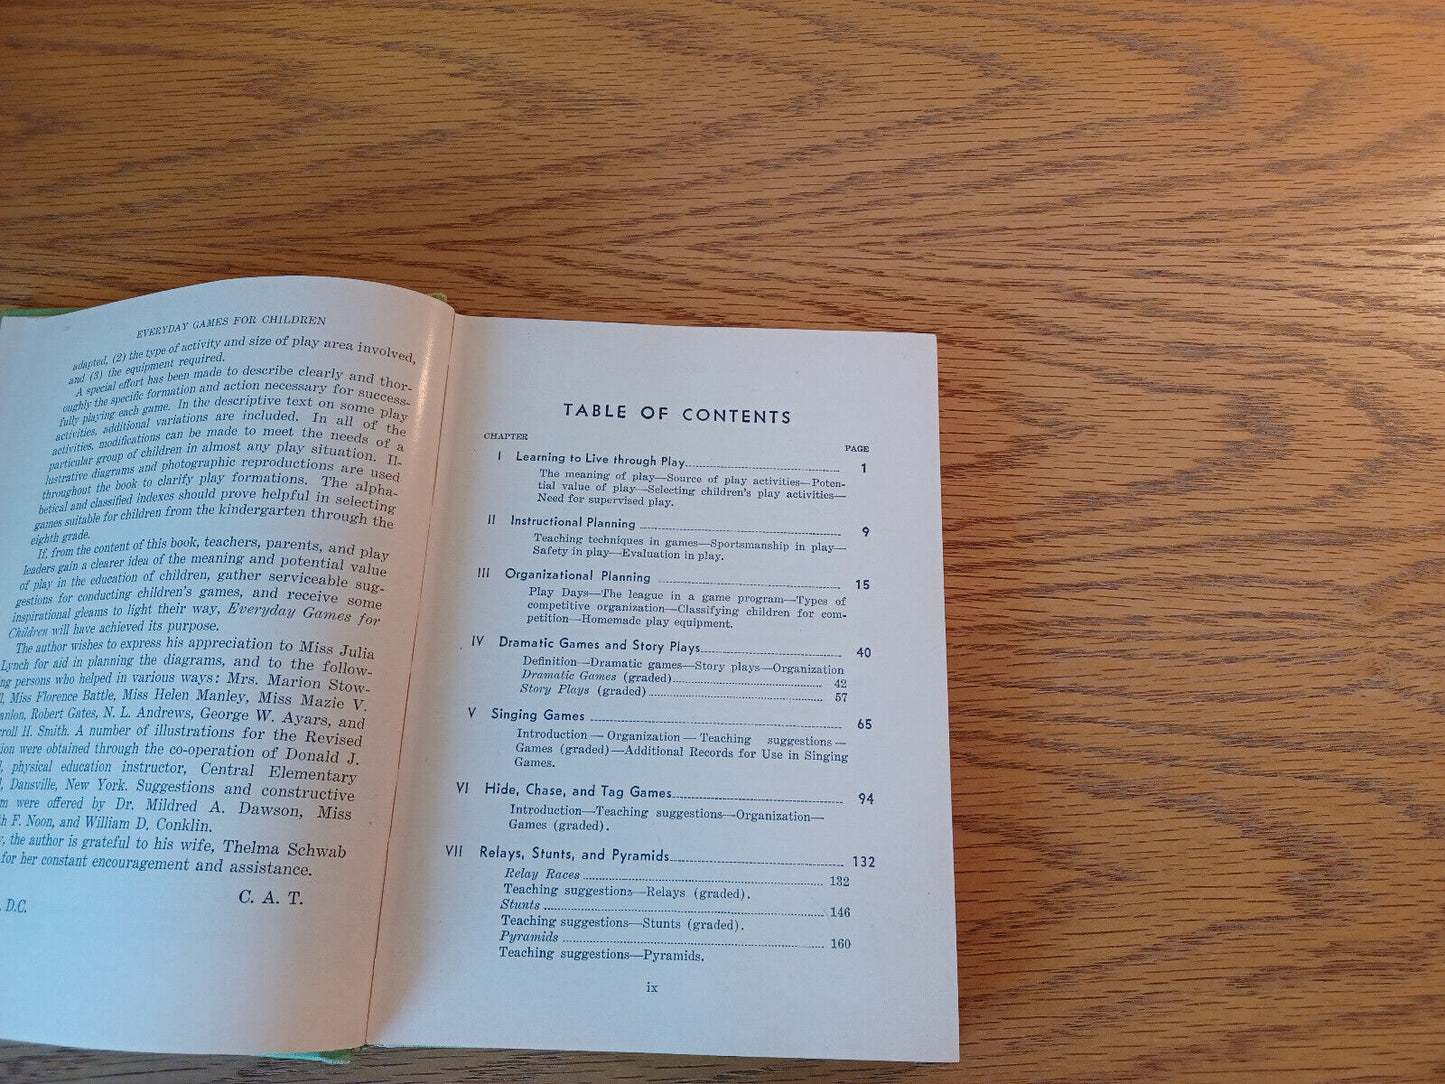 EVERYDAY GAMES FOR CHILDREN
adapted, (2) the type of activity and size of play area involved,
and (3) the equipment required.
A special effort has been made to describe clearly and thor-
oughly the specific formation and action necessary for success-
fully playing each game. In the descriptive text on some play
activities, additional variations are included. In all of the
activities, modifications can be made to meet the needs of a
particular group of children in almost any play situation. Il-
lustrative diagrams and photographic reproductions are used
throughout the book to clarify play formations. The alpha-
betical and classified indexes should prove helpful in selecting
games suitable for children from the kindergarten through the
eighth grade.
If, from the content of this book, teachers, parents, and play
leaders gain a clearer idea of the meaning and potential value
of play in the education of children, gather serviceable sug-
gestions for conducting children's games, and receive some
inspirational gleams to light their way, Everyday Games for
Children will have achieved its purpose.
The author wishes to express his appreciation to Miss Julia
Lynch for aid in planning the diagrams, and to the follow-
ing persons who helped in various ways: Mrs. Marion Stow-
Miss Florence Battle, Miss Helen Manley, Miss Mazie V.
Robert Gates, N. L. Andrews, George W. Ayars, and
H. Smith. A number of illustrations for the Revised
were obtained through the co-operation of Donald J.
physical education instructor, Central Elementary
Dansville, New York. Suggestions and constructive
were offered by Dr. Mildred A. Dawson, Miss
F. Noon, and William D. Conklin.
the author is grateful to his wife, Thelma Schwab
for her constant encouragement and assistance.
C. A. T.
D.C.
TABLE OF CONTENTS
CHAPTER PAGE
I Learning to Live through Play 1
The meaning of play—Source of play activities—Poten-
tial value of play—Selecting children's play activities—
Need for supervised play.
II Instructional Planning 9
Teaching techniques in games—Sportsmanship in play—
Safety in play—Evaluation in play.
III Organizational Planning 15
Play Days—The league in a game program—Types of
competitive organization—Classifying children for com-
petition—Homemade play equipment.
IV Dramatic Games and Story Plays 40
Definition—Dramatic games—Story plays—Organization
Dramatic Games (graded) 42
Story Plays (graded) 57
V Singing Games 65
Introduction—Organization—Teaching suggestions—
Games (graded)—Additional Records for Use in Singing
Games.
VI Hide, Chase, and Tag Games 94
Introduction—Teaching suggestions—Organization—
Games (graded).
VII Relays, Stunts, and Pyramids 132
Relay Races 132
Teaching suggestions—Relays (graded).
Stunts 146
Teaching suggestions—Stunts (graded).
Pyramids 160
Teaching suggestions—Pyramids.
ix